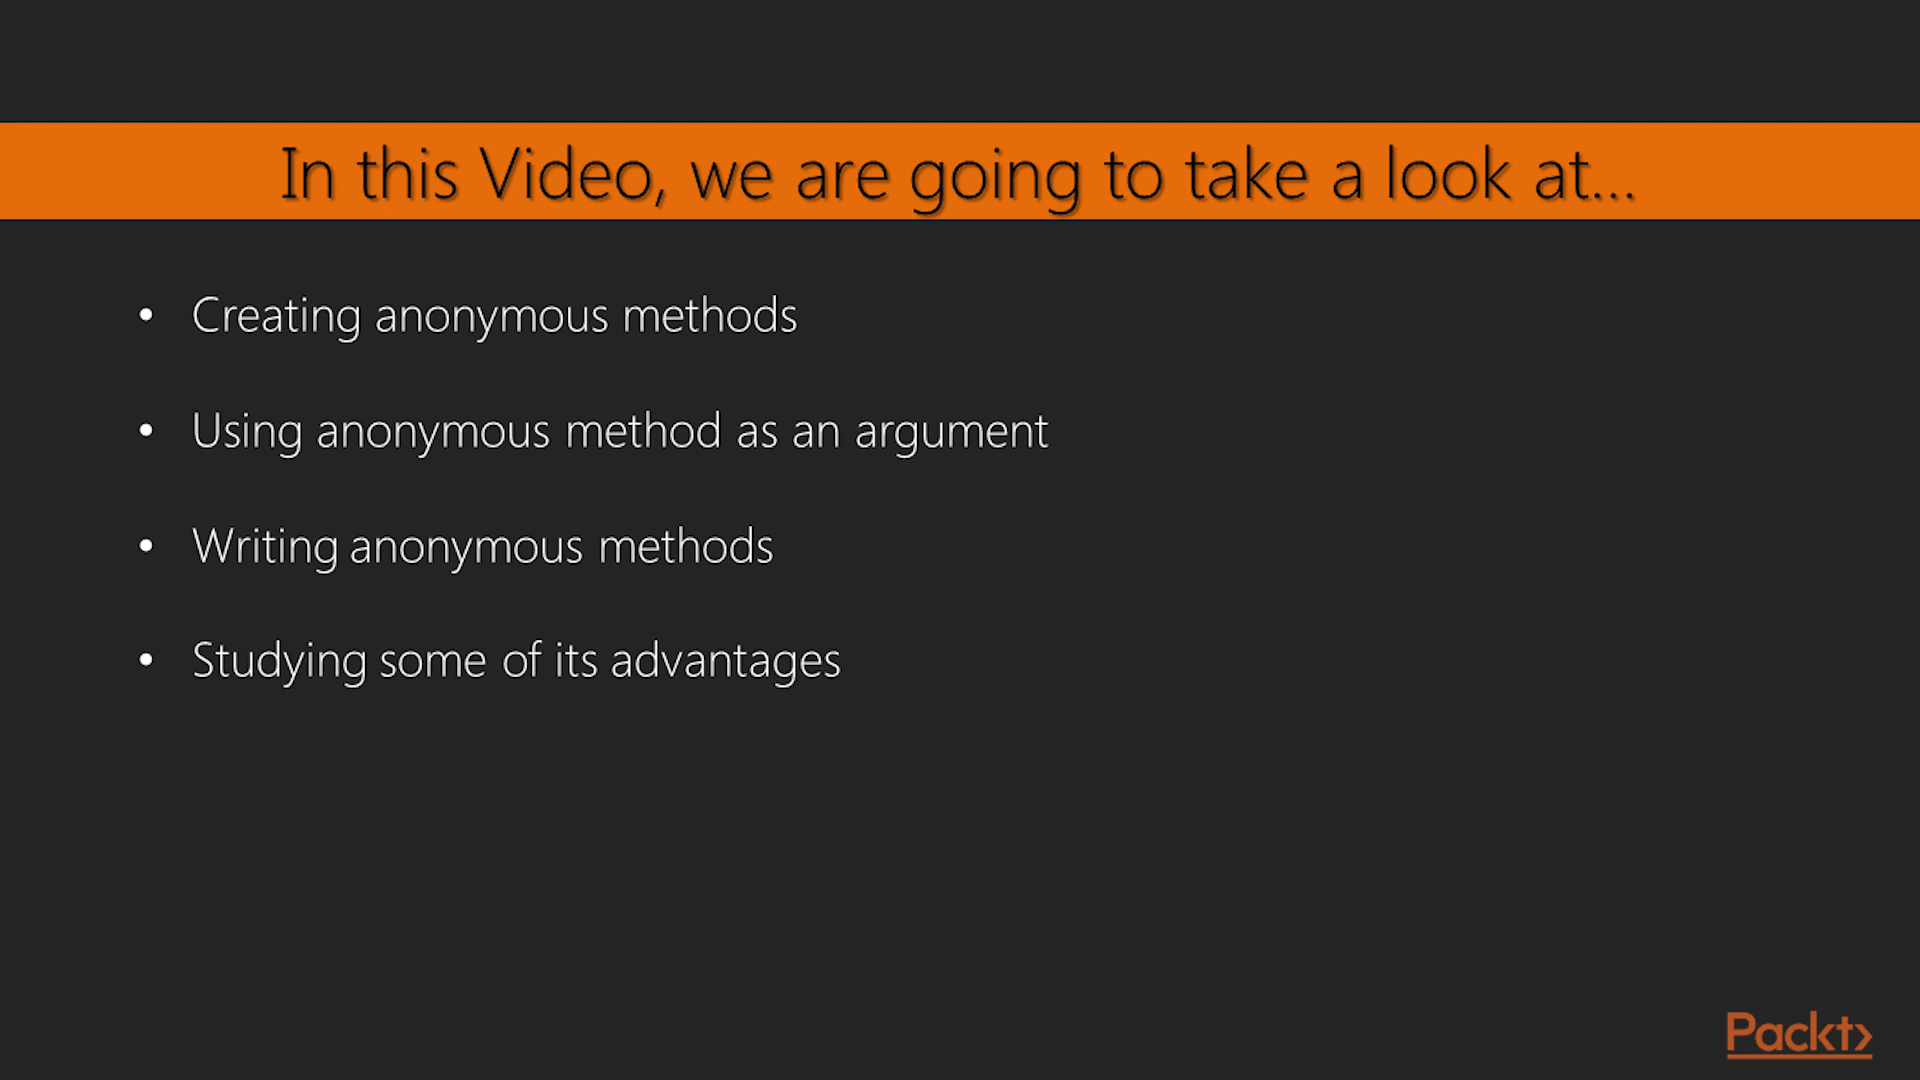 In this Video, we are going to take a look at...
• Creating anonymous methods
• Using anonymous method as an argument
• Writing anonymous methods
• Studying some of its advantages
Packt>